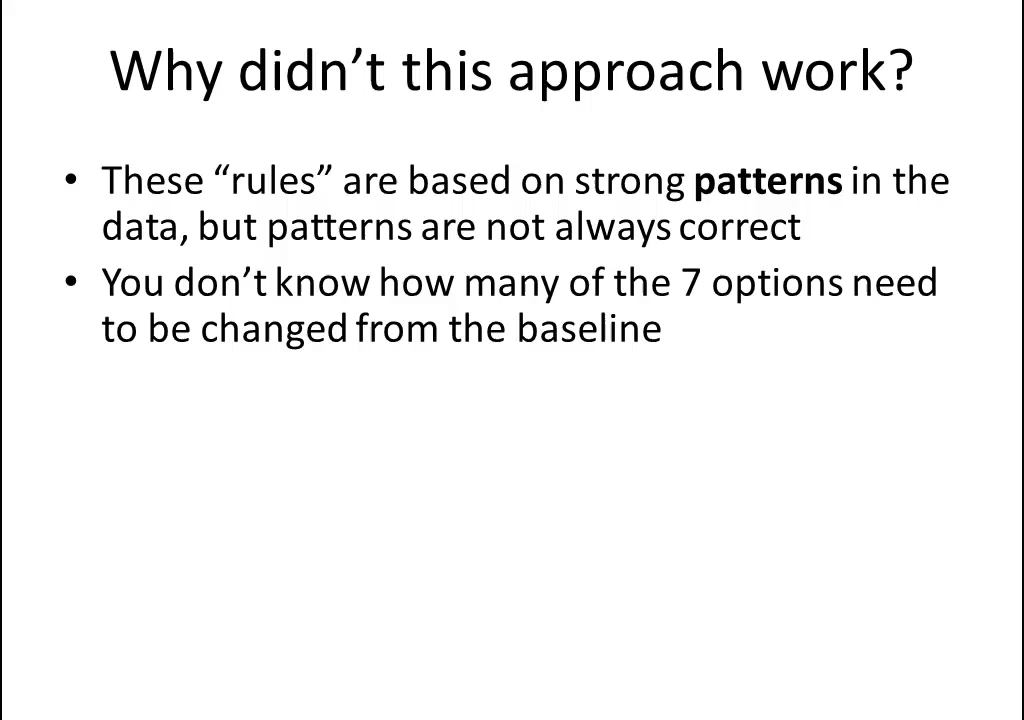 Why didn’t this approach work?
• These “rules” are based on strong patterns in the
data, but patterns are not always correct
• You don’t know how many of the 7 options need
to be changed from the baseline